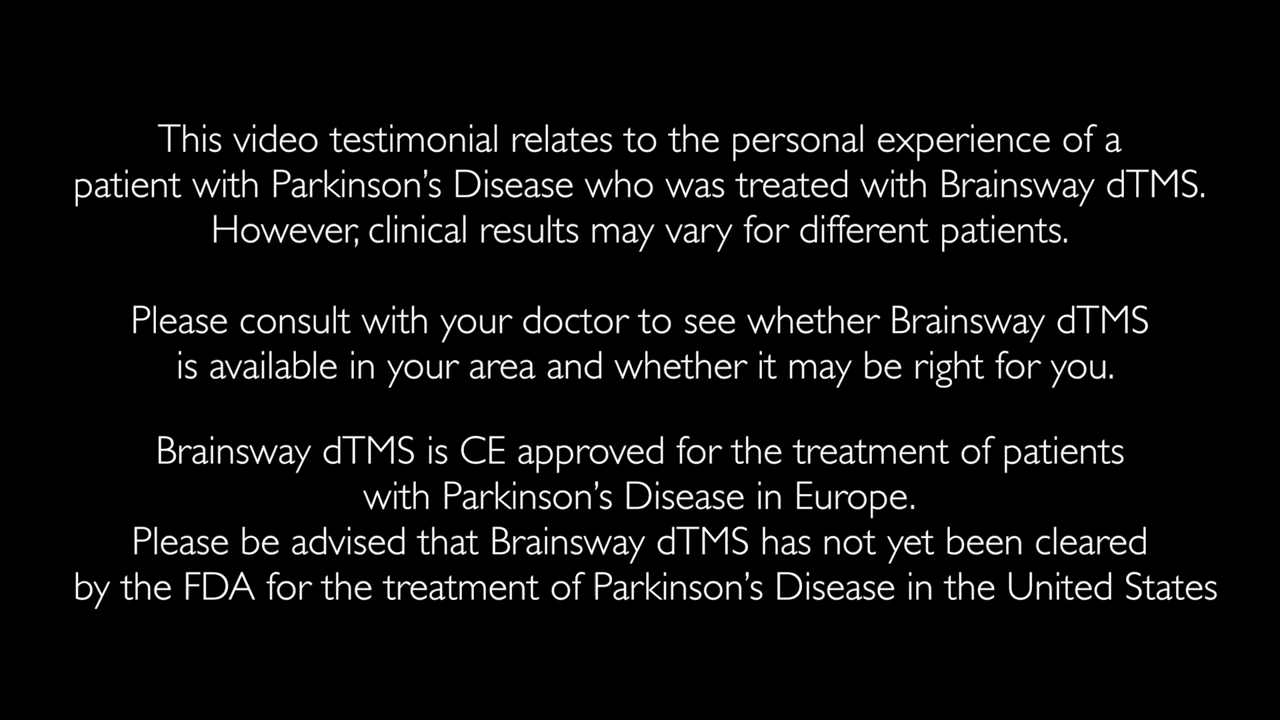 This video testimonial relates to the personal experience of a
patient with Parkinson's Disease who was treated with Brainsway dTMS.
However, clinical results may vary for different patients.
Please consult with your doctor to see whether Brainsway dTMS
is available in your area and whether it may be right for you.
Brainsway dTMS is CE approved for the treatment of patients
with Parkinson's Disease in Europe.
Please be advised that Brainsway dTMS has not yet been cleared
by the FDA for the treatment of Parkinson's Disease in the United States